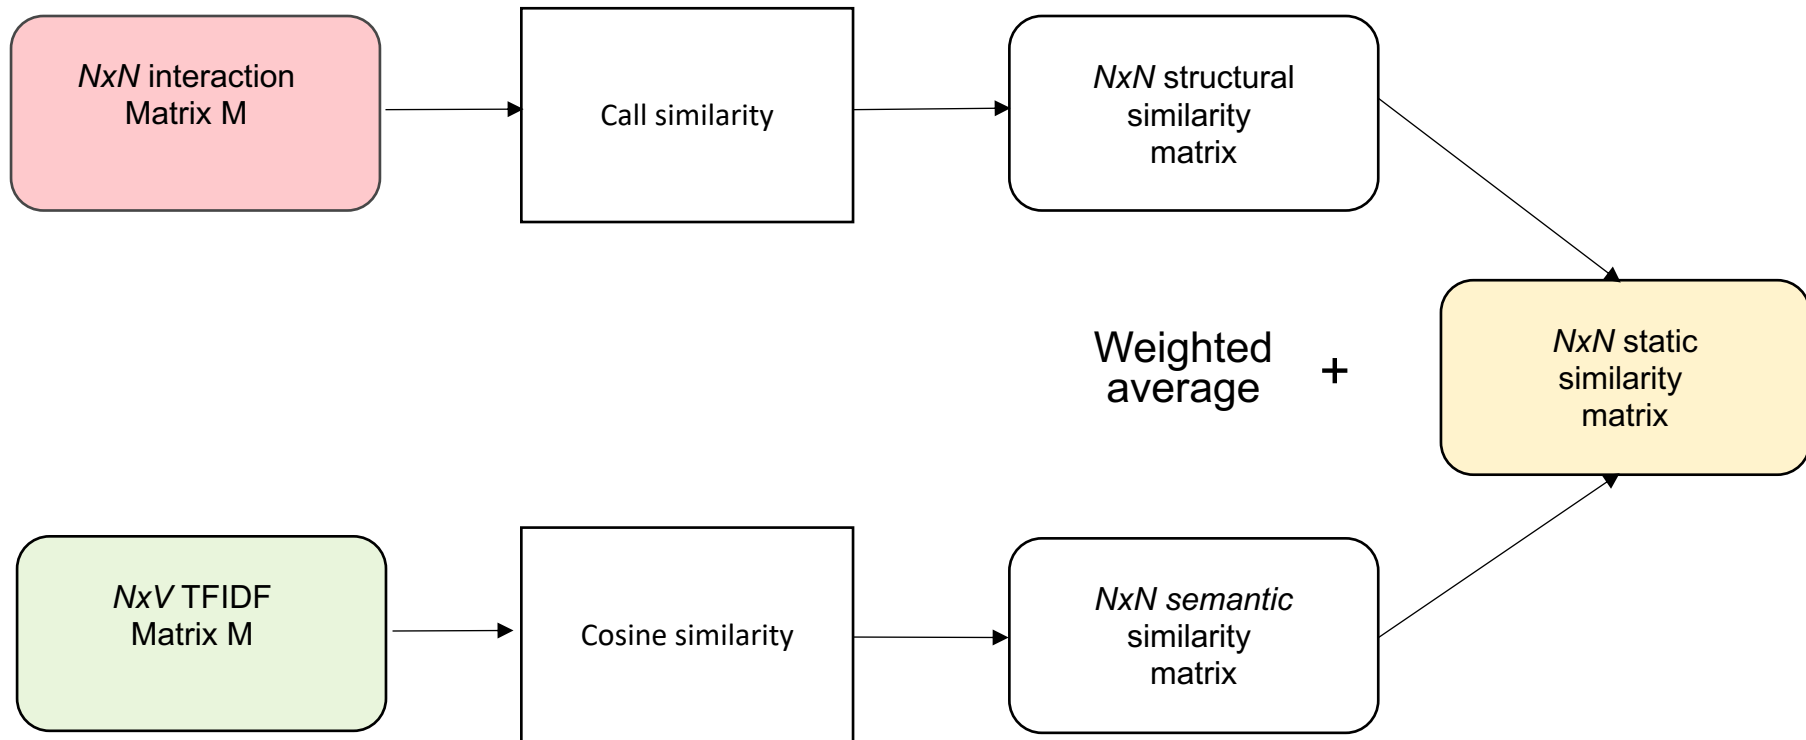 NxN interaction
Matrix M
Call similarity
NxN structural
similarity
matrix
Weighted
average
+
NxN static
similarity
matrix
NxV TFIDF
Matrix M
Cosine similarity
NxN semantic
similarity
matrix